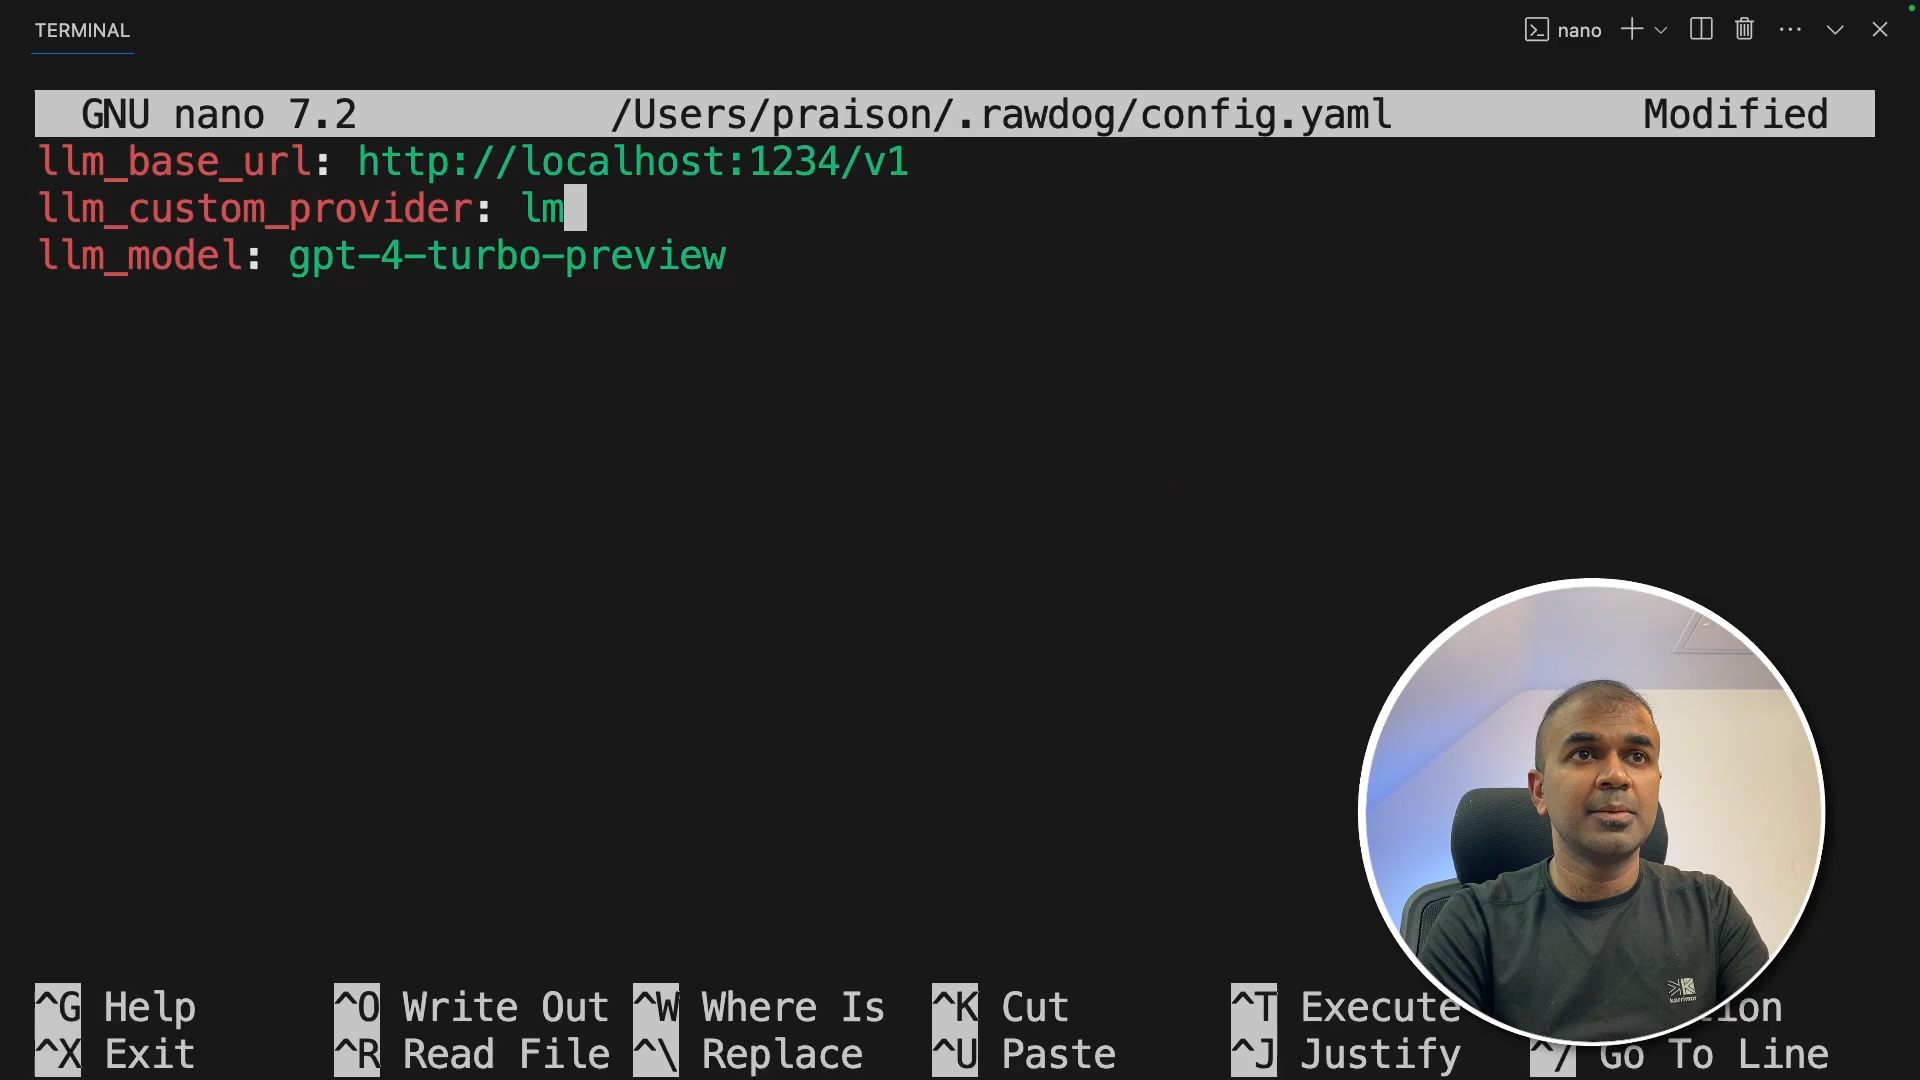 TERMINAL
nano
GNU nano 7.2 /Users/praison/.rawdog/config.yaml Modified
llm_base_url: http://localhost:1234/v1
llm_custom_provider: lm
llm_model: gpt-4-turbo-preview
karrimor
^G Help ^O Write Out ^W Where Is ^K Cut ^T Execute
^X Exit ^R Read File ^\ Replace ^U Paste ^J Justify ^/ Go To Line